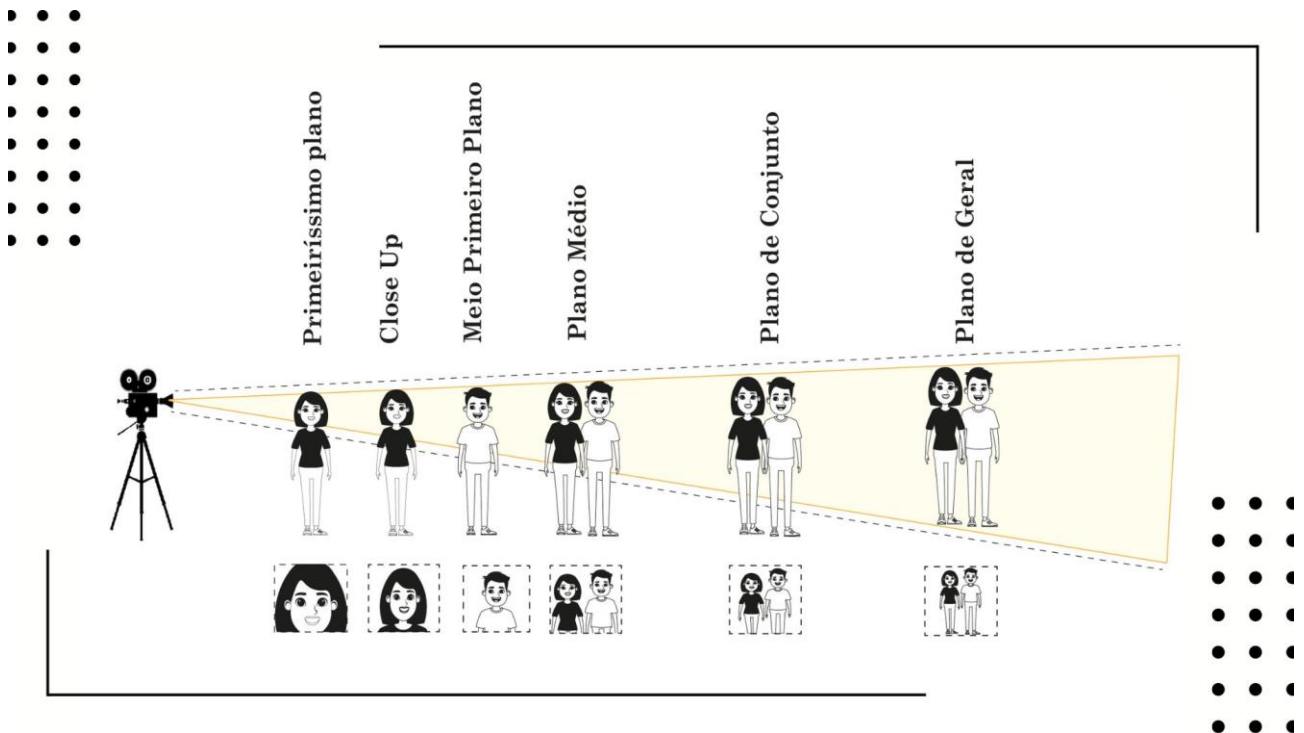 Primeiríssimo plano
Close Up
Meio Primeiro Plano
Plano Médio
Plano de Conjunto
Plano de Geral